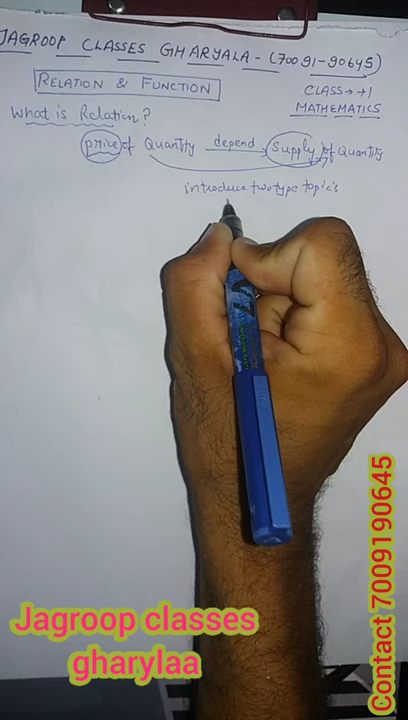 JAGROOP CLASSES GHARYALA - (70091-90645)
RELATION & FUNCTION
CLASS → +1
MATHEMATICS
What is Relation?
price of Quantity depend Supply of Quantity
introduce two type topic's
Jagroop classes
gharylaa
Contact 7009190645